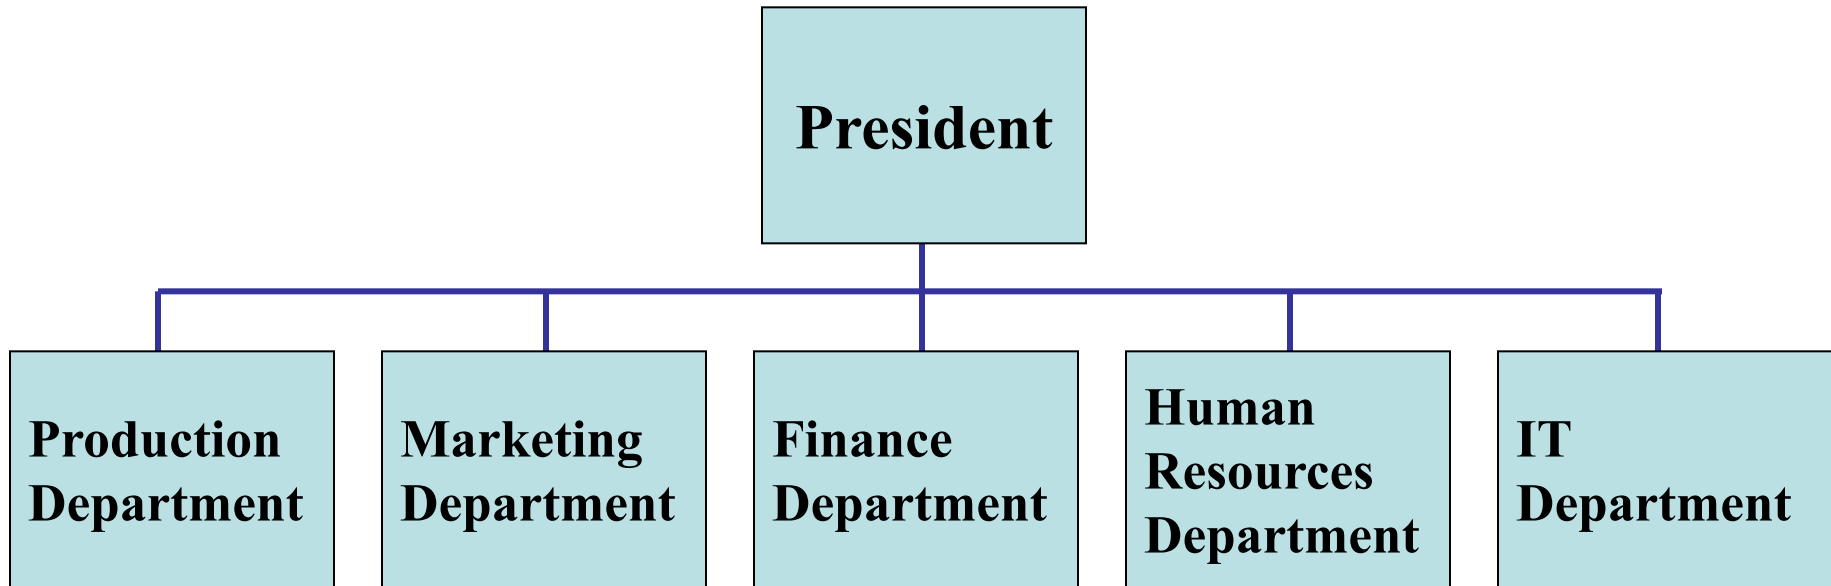 President
Production
Department
Marketing
Department
Finance
Department
Human
Resources
Department
IT
Department